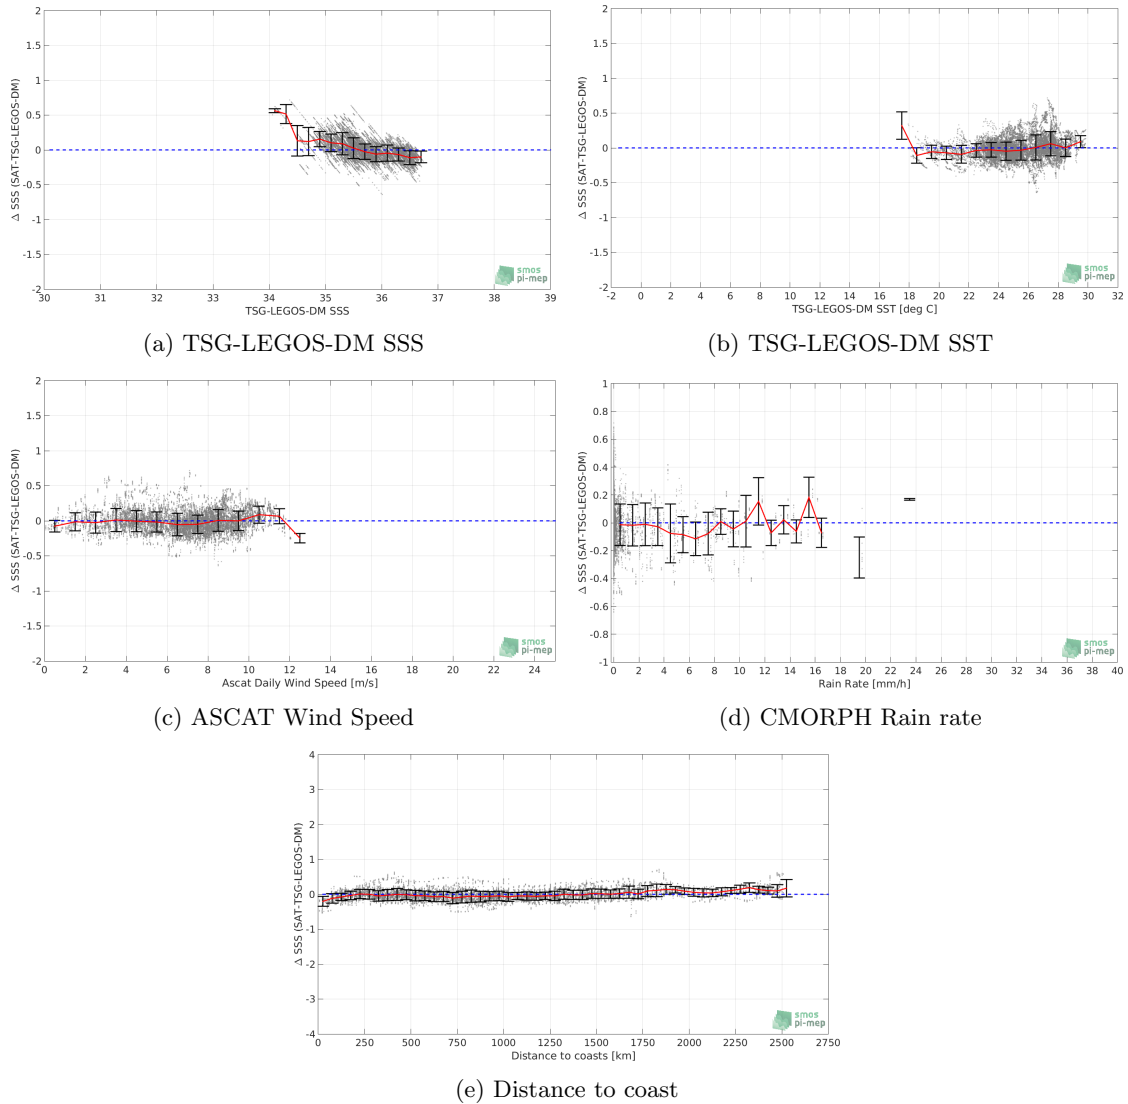 2
1.5
1
0.5
0
-0.5
-1
-1.5
-2
Δ SSS (SAT-TSG-LEGOS-DM)
30 31 32 33 34 35 36 37 38 39
TSG-LEGOS-DM SSS
smos
pi-mep
(a) TSG-LEGOS-DM SSS
2
1.5
1
0.5
0
-0.5
-1
-1.5
-2
Δ SSS (SAT-TSG-LEGOS-DM)
-2 0 2 4 6 8 10 12 14 16 18 20 22 24 26 28 30 32
TSG-LEGOS-DM SST [deg C]
smos
pi-mep
(b) TSG-LEGOS-DM SST
2
1.5
1
0.5
0
-0.5
-1
-1.5
-2
Δ SSS (SAT-TSG-LEGOS-DM)
0 2 4 6 8 10 12 14 16 18 20 22 24
Ascat Daily Wind Speed [m/s]
smos
pi-mep
(c) ASCAT Wind Speed
1
0.8
0.6
0.4
0.2
0
-0.2
-0.4
-0.6
-0.8
-1
Δ SSS (SAT-TSG-LEGOS-DM)
0 2 4 6 8 10 12 14 16 18 20 22 24 26 28 30 32 34 36 38 40
Rain Rate [mm/h]
smos
pi-mep
(d) CMORPH Rain rate
4
3
2
1
0
-1
-2
-3
-4
Δ SSS (SAT-TSG-LEGOS-DM)
0 250 500 750 1000 1250 1500 1750 2000 2250 2500 2750
Distance to coasts [km]
smos
pi-mep
(e) Distance to coast